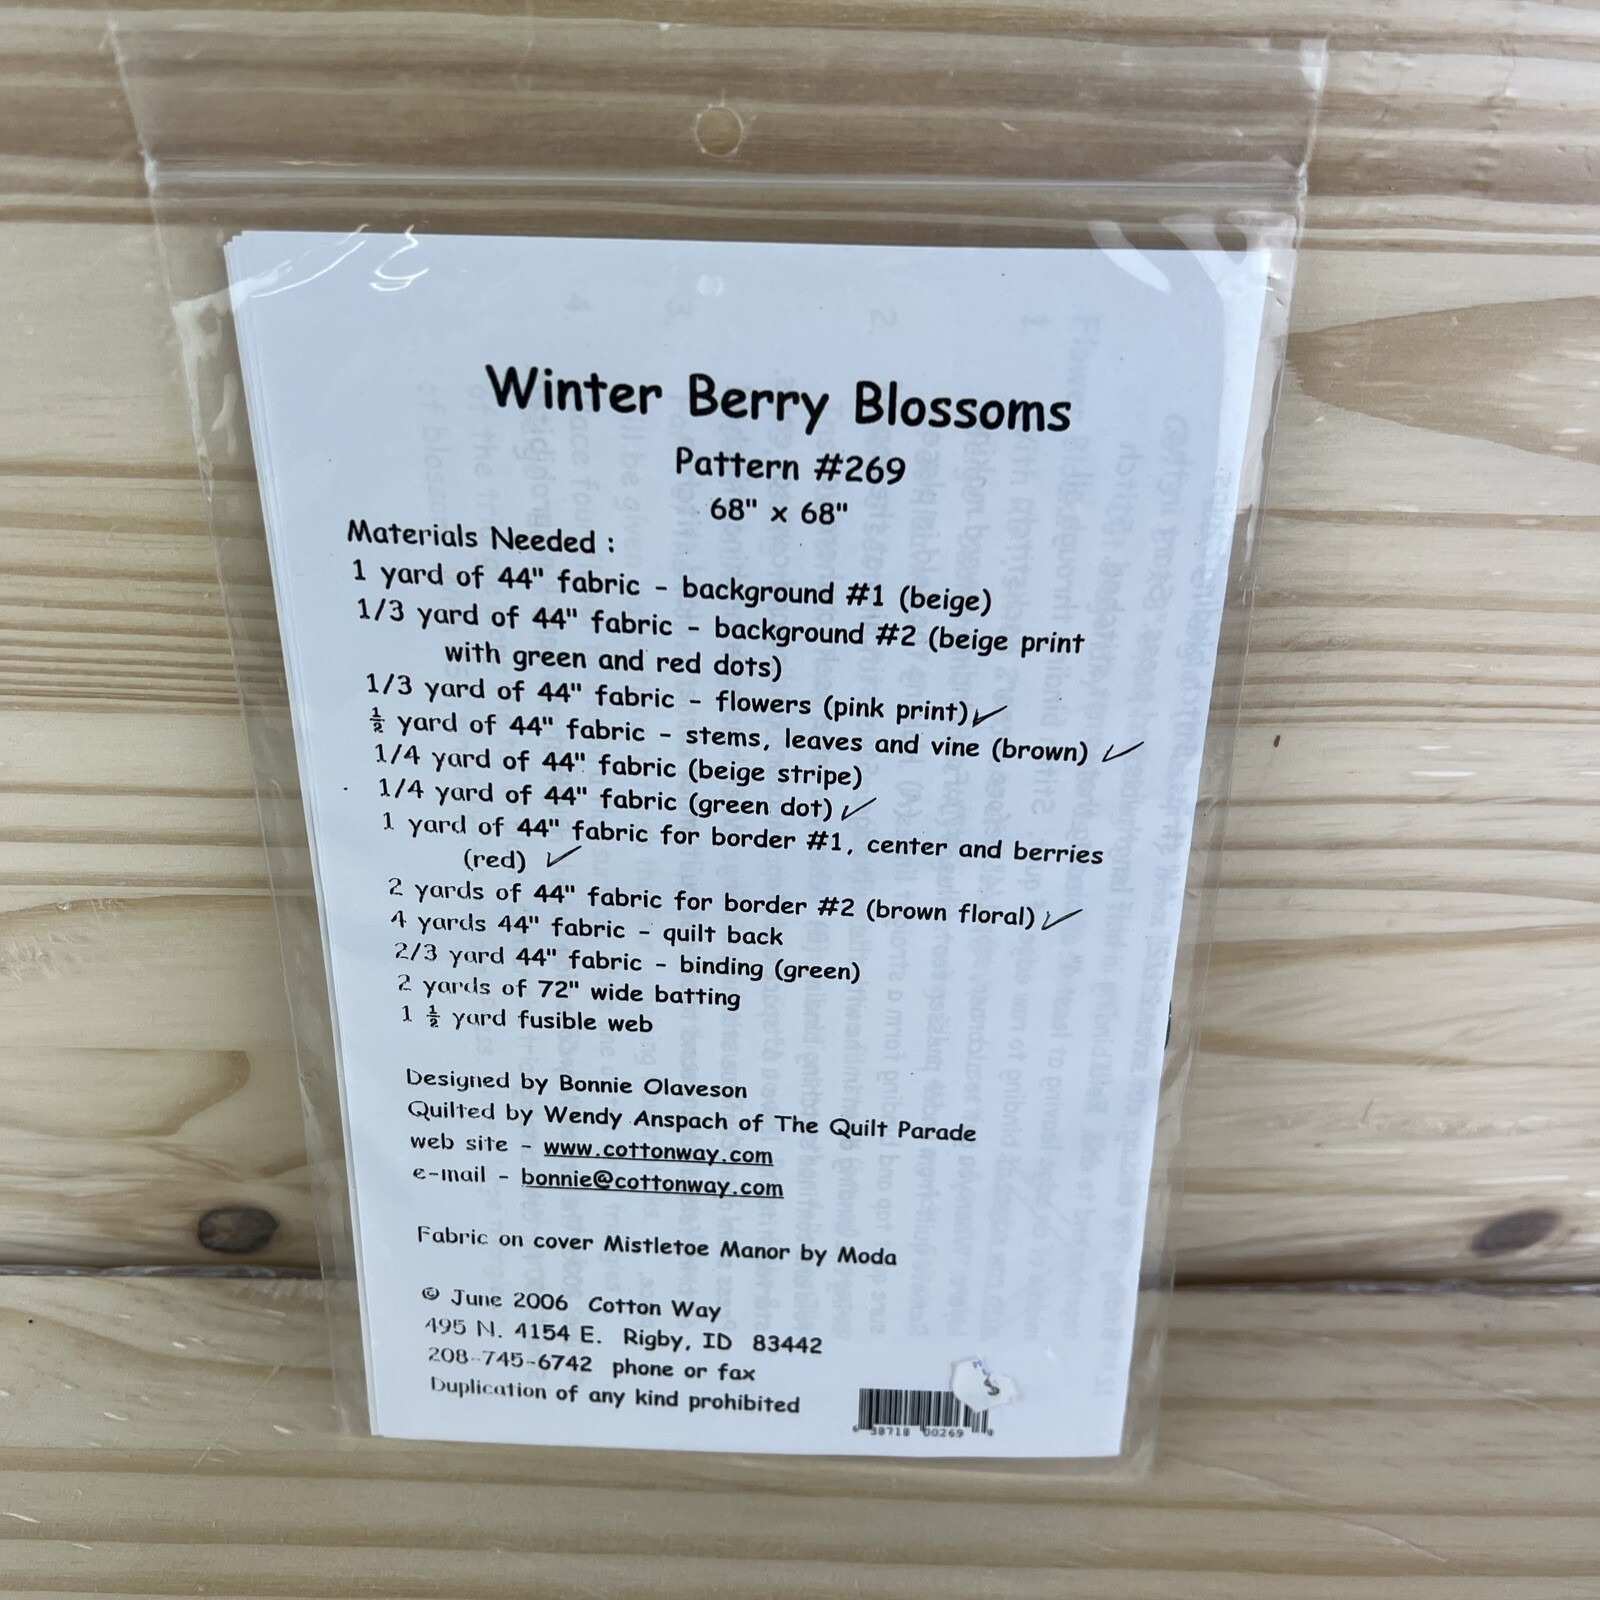 Winter Berry Blossoms
Pattern #269
68" x 68"
Materials Needed :
1 yard of 44" fabric - background #1 (beige)
1/3 yard of 44" fabric - background #2 (beige print
with green and red dots)
1/3 yard of 44" fabric - flowers (pink print) ✓
½ yard of 44" fabric - stems, leaves and vine (brown) ✓
1/4 yard of 44" fabric (beige stripe)
1/4 yard of 44" fabric (green dot) ✓
1 yard of 44" fabric for border #1, center and berries
(red) ✓
2 yards of 44" fabric for border #2 (brown floral) ✓
4 yards 44" fabric - quilt back
2/3 yard 44" fabric - binding (green)
2 yards of 72" wide batting
1 ½ yard fusible web
Designed by Bonnie Olaveson
Quilted by Wendy Anspach of The Quilt Parade
web site - www.cottonway.com
e-mail - bonnie@cottonway.com
Fabric on cover Mistletoe Manor by Moda
© June 2006 Cotton Way
495 N. 4154 E. Rigby, ID 83442
208-745-6742 phone or fax
Duplication of any kind prohibited
38718 00269